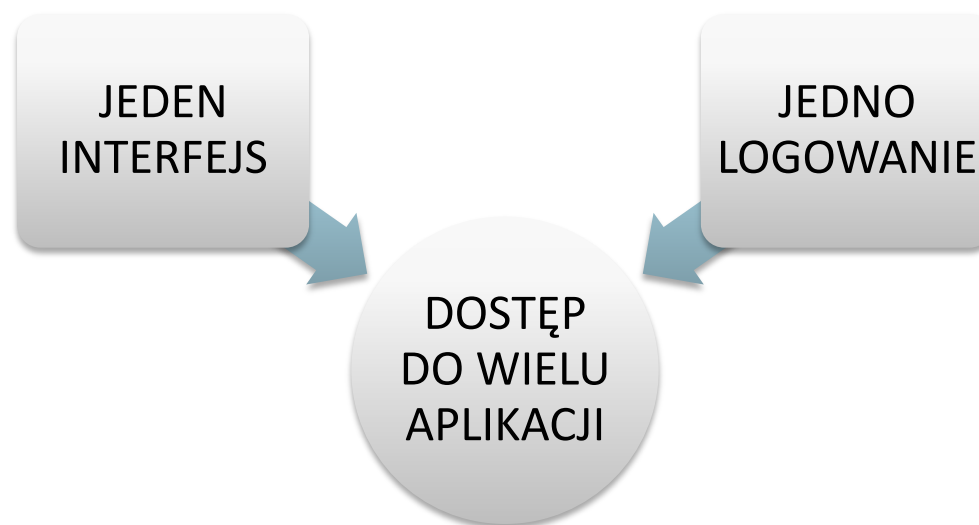 JEDEN
INTERFEJS
JEDNO
LOGOWANIE
DOSTĘP
DO WIELU
APLIKACJI